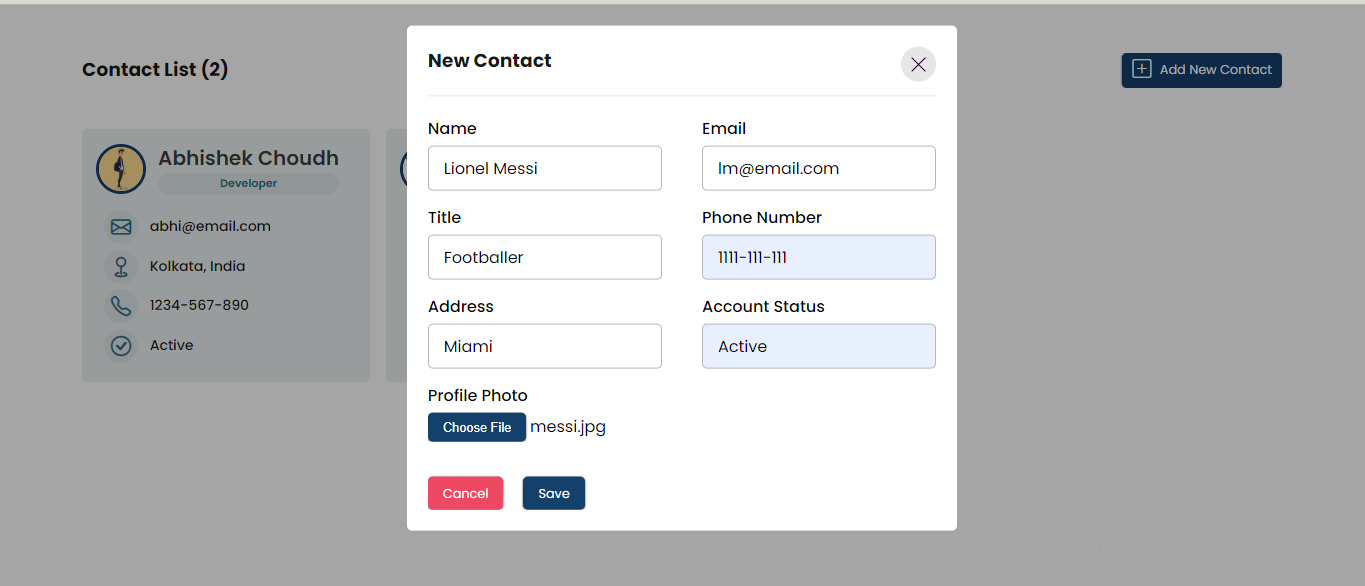 Contact List (2)
Add New Contact
Abhishek Choudh
Developer
abhi@email.com
Kolkata, India
1234-567-890
Active
New Contact
Name
Email
Lionel Messi
lm@email.com
Title
Phone Number
Footballer
1111-111-111
Address
Account Status
Miami
Active
Profile Photo
Choose File messi.jpg
Cancel
Save